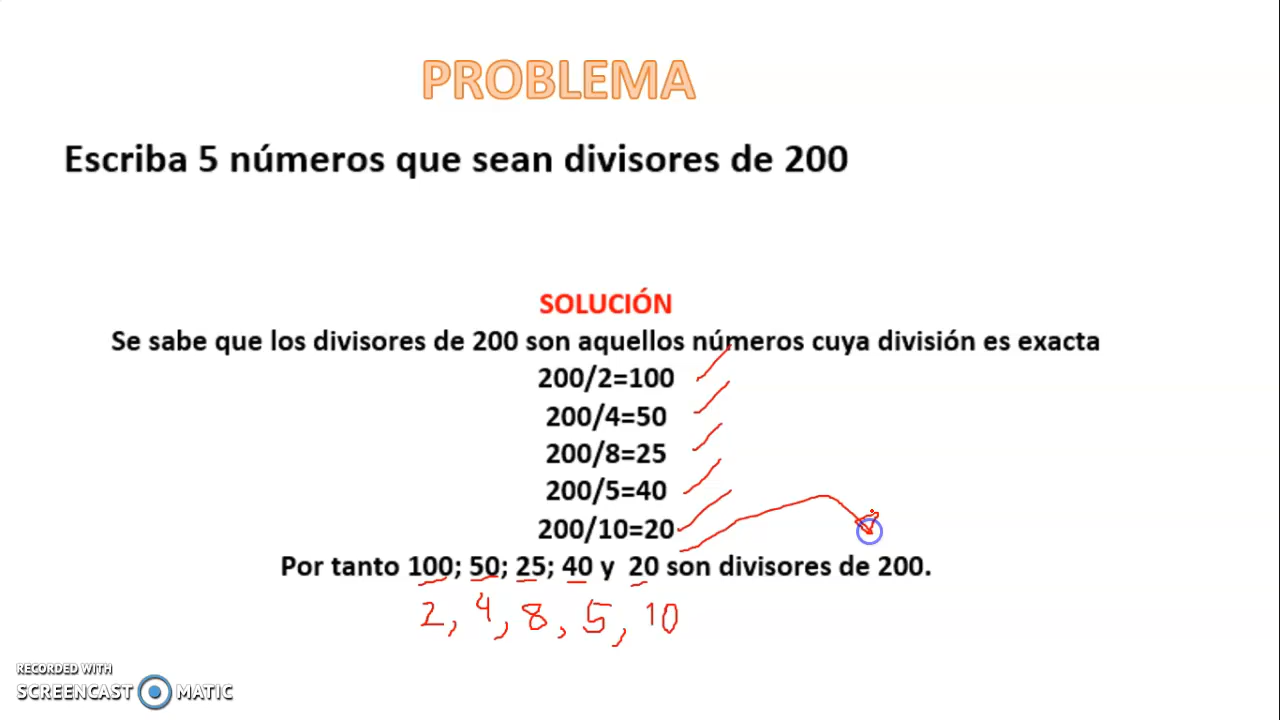 PROBLEMA
Escriba 5 números que sean divisores de 200
SOLUCIÓN
Se sabe que los divisores de 200 son aquellos números cuya división es exacta
200/2=100
200/4=50
200/8=25
200/5=40
200/10=20
Por tanto 100; 50; 25; 40 y 20 son divisores de 200.
2, 4, 8, 5, 10
RECORDED WITH
SCREENCAST MATIC